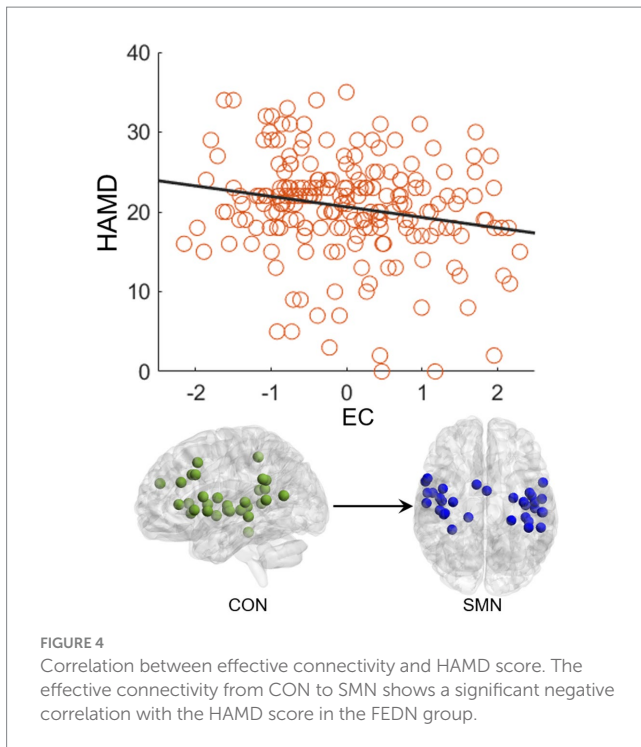 40
30
20
10
0
HAMD
-2 -1 0 1 2
EC
CON SMN
FIGURE 4
Correlation between effective connectivity and HAMD score. The
effective connectivity from CON to SMN shows a significant negative
correlation with the HAMD score in the FEDN group.